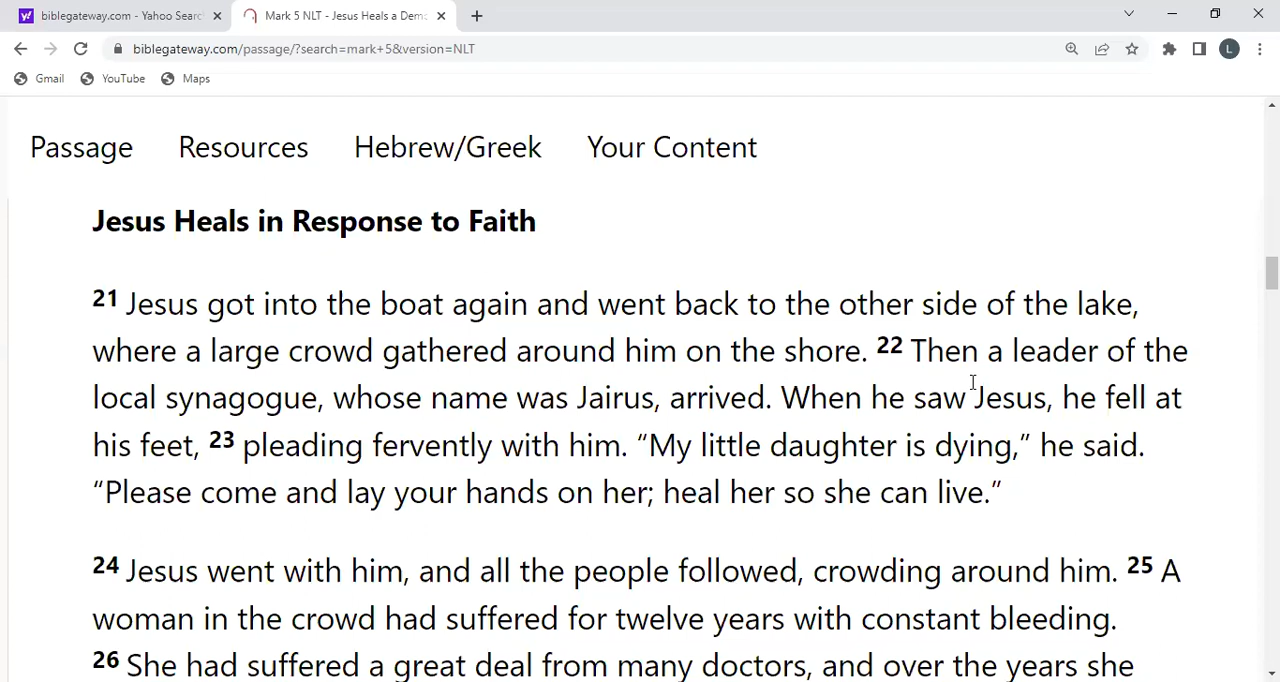 biblegateway.com - Yahoo Searc
Mark 5 NLT - Jesus Heals a Demo
biblegateway.com/passage/?search=mark+5&version=NLT
L
Gmail YouTube Maps
Passage Resources Hebrew/Greek Your Content
Jesus Heals in Response to Faith
21 Jesus got into the boat again and went back to the other side of the lake,
where a large crowd gathered around him on the shore. 22 Then a leader of the
local synagogue, whose name was Jairus, arrived. When he saw Jesus, he fell at
his feet, 23 pleading fervently with him. “My little daughter is dying,” he said.
“Please come and lay your hands on her; heal her so she can live.”
24 Jesus went with him, and all the people followed, crowding around him. 25 A
woman in the crowd had suffered for twelve years with constant bleeding.
26 She had suffered a great deal from many doctors, and over the years she